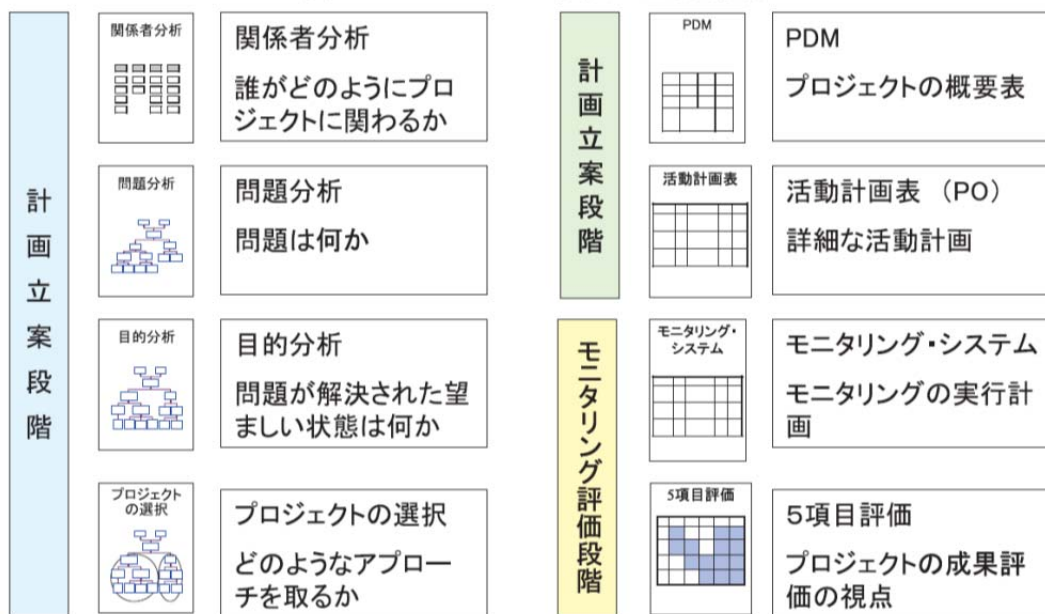 計画立案段階
関係者分析
関係者分析
誰がどのようにプロ
ジェクトに関わるか
問題分析
問題分析
問題は何か
目的分析
目的分析
問題が解決された望
ましい状態は何か
プロジェクト
の選択
プロジェクトの選択
どのようなアプロー
チを取るか
計画立案段階
PDM
PDM
プロジェクトの概要表
活動計画表
活動計画表 （PO）
詳細な活動計画
モニタリング評価段階
モニタリング・
システム
モニタリング・システム
モニタリングの実行計
画
5項目評価
5項目評価
プロジェクトの成果評
価の視点